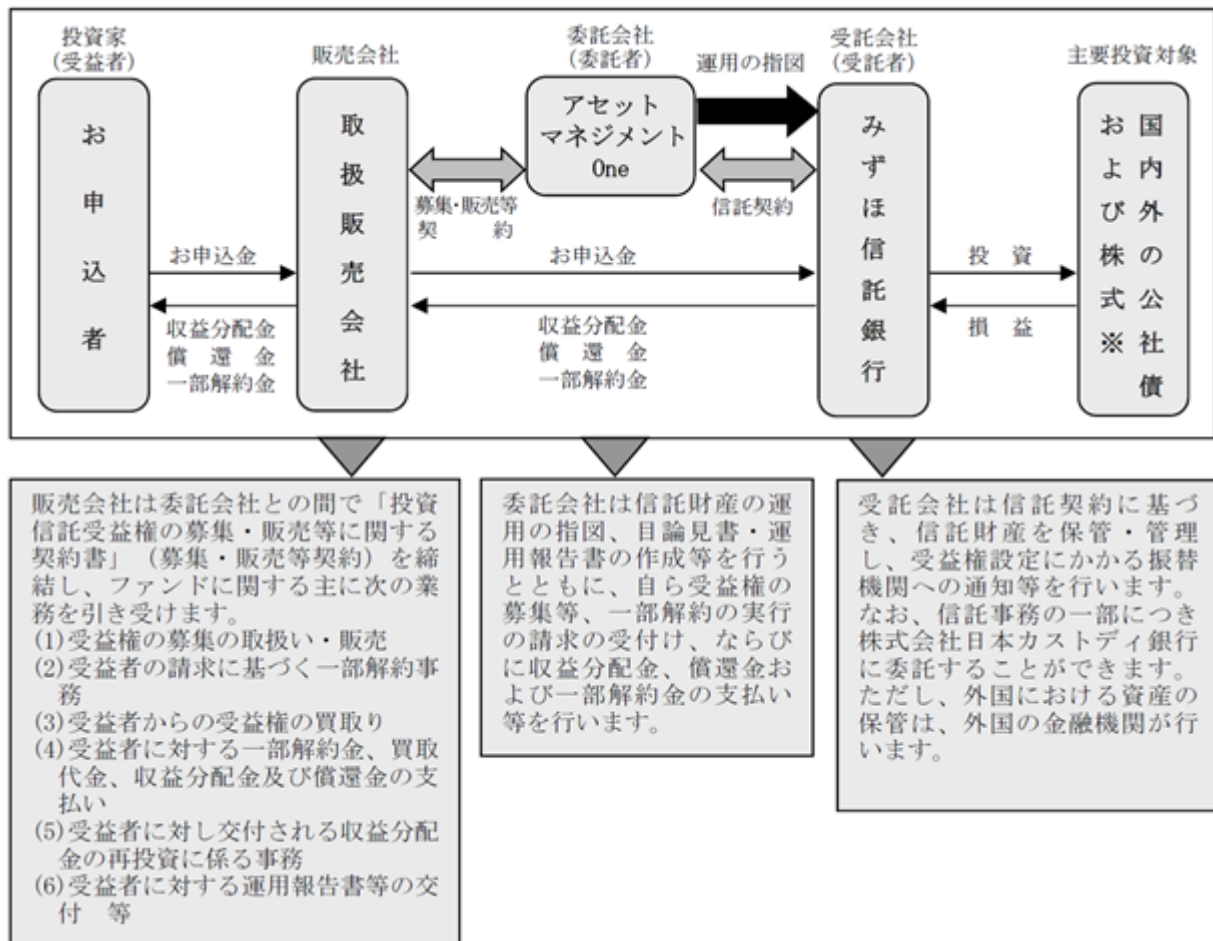 投資家
(受益者)
お申込者
販売会社
取扱販売会社
委託会社
(委託者)
アセット
マネジメント
One
運用の指図
受託会社
(受託者)
みずほ信託銀行
主要投資対象
国内外の公社債
および株式※
募集・販売等
契約
信託契約
お申込金
収益分配金
償還金
一部解約金
お申込金
収益分配金
償還金
一部解約金
投資
損益
販売会社は委託会社との間で「投資
信託受益権の募集・販売等に関する
契約書」(募集・販売等契約)を締
結し、ファンドに関する主に次の業
務を引き受けます。
(1)受益権の募集の取扱い・販売
(2)受益者の請求に基づく一部解約事
務
(3)受益者からの受益権の買取り
(4)受益者に対する一部解約金、買取
代金、収益分配金及び償還金の支
払い
(5)受益者に対し交付される収益分配
金の再投資に係る事務
(6)受益者に対する運用報告書等の交
付 等
委託会社は信託財産の運
用の指図、目論見書・運
用報告書の作成等を行う
とともに、自ら受益権の
募集等、一部解約の実行
の請求の受付け、ならび
に収益分配金、償還金お
よび一部解約金の支払い
等を行います。
受託会社は信託契約に基づ
き、信託財産を保管・管理
し、受益権設定にかかる振替
機関への通知等を行います。
なお、信託事務の一部につき
株式会社日本カストディ銀行
に委託することができます。
ただし、外国における資産の
保管は、外国の金融機関が行
います。